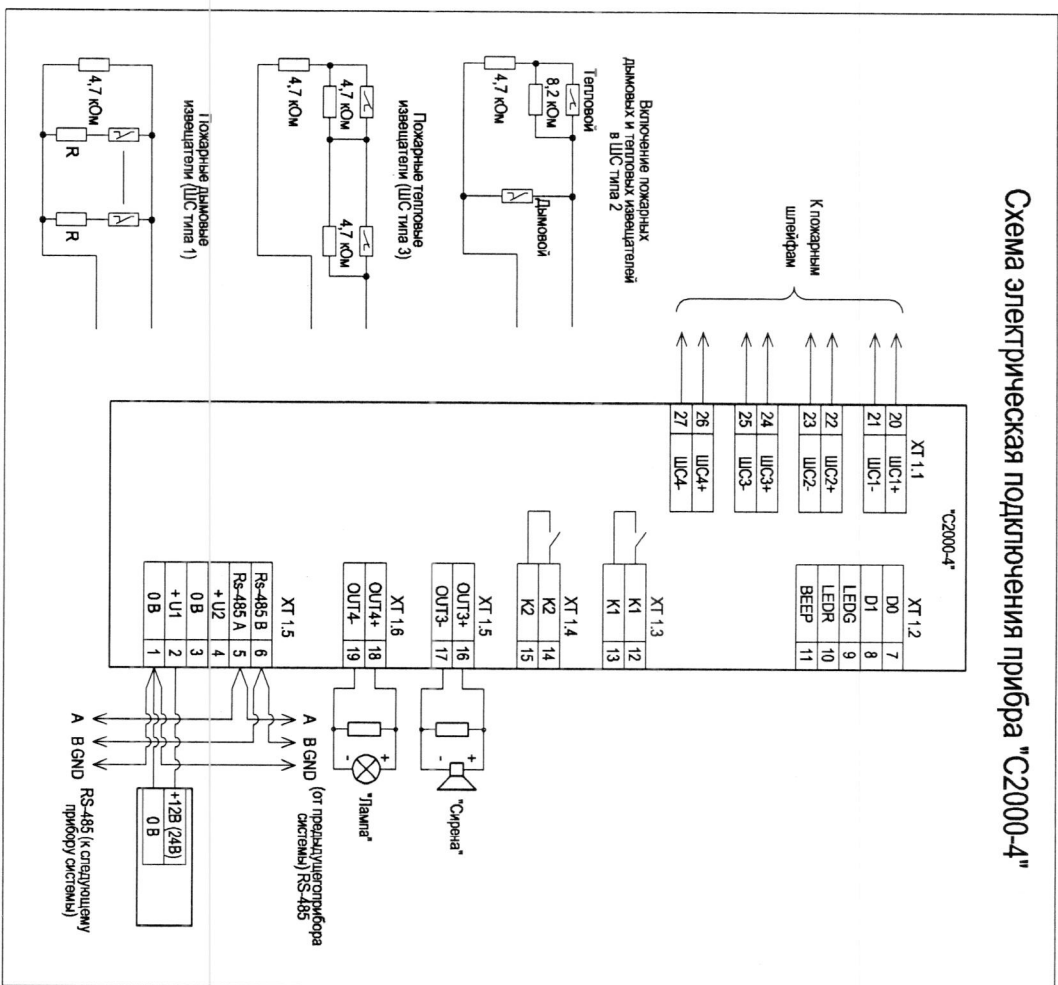 Схема электрическая подключения прибра "С2000-4"
"С2000-4"
К пожарным
шлейфам
XT 1.1
20 ШС1+
21 ШС1-
22 ШС2+
23 ШС2-
24 ШС3+
25 ШС3-
26 ШС4+
27 ШС4-
XT 1.2
D0 7
D1 8
LEDG 9
LEDR 10
BEEP 11
XT 1.3
K1 12
K1 13
XT 1.4
K2 14
K2 15
XT 1.5
OUT3+ 16
OUT3- 17
XT 1.6
OUT4+ 18
OUT4- 19
XT 1.5
Rs-485 B 6
Rs-485 A 5
+ U2 4
0 В 3
+ U1 2
0 В 1
+
-
"Сирена"
+
-
"Лампа"
А В GND
(от предыдущегоприбора
системы) RS-485
А В GND
RS-485 (к следующему
прибору системы)
+12В (24В)
0 В
Включение пожарных
дымовых и тепловых извещателей
в ШС типа 2
Тепловой
8,2 кОм
4,7 кОм
Дымовой
Пожарные тепловые
извещатели (ШС типа 3)
4,7 кОм
4,7 кОм
4,7 кОм
Пожарные дымовые
извещатели (ШС типа 1)
4,7 кОм
R
R